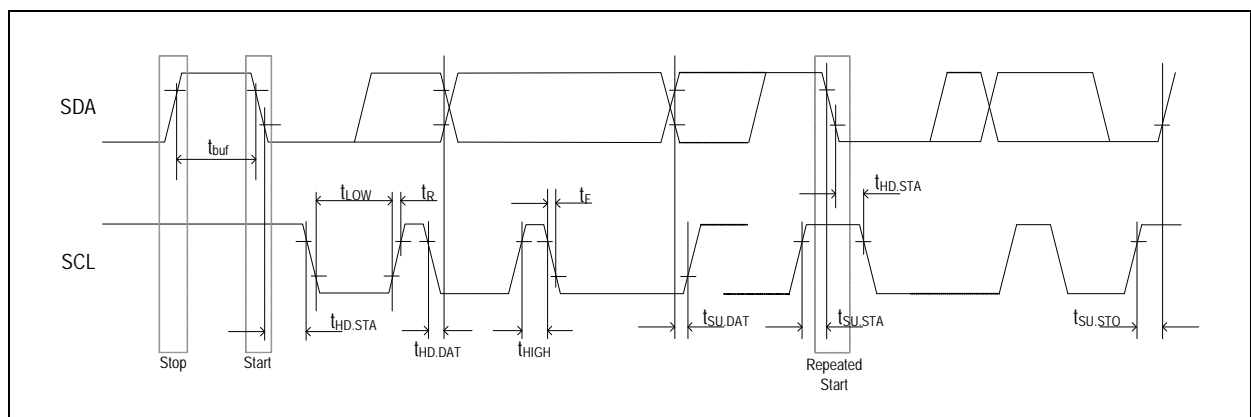 SDA
tbuf
tLOW
tR
tF
tHD.STA
SCL
tHD.STA
tHD.DAT
tHIGH
tSU.DAT
tSU.STA
tSU.STO
Stop
Start
Repeated
Start